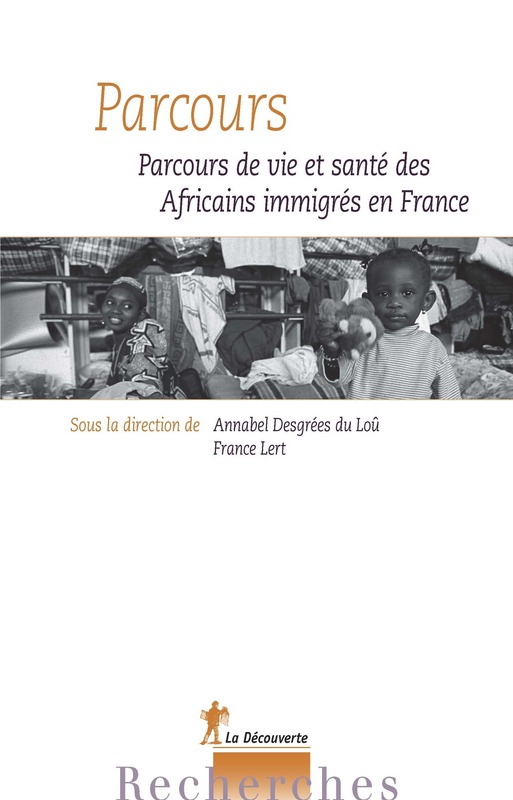 Parcours
Parcours de vie et santé des
Africains immigrés en France
Sous la direction de Annabel Desgrées du Loû
France Lert
La Découverte
Recherches